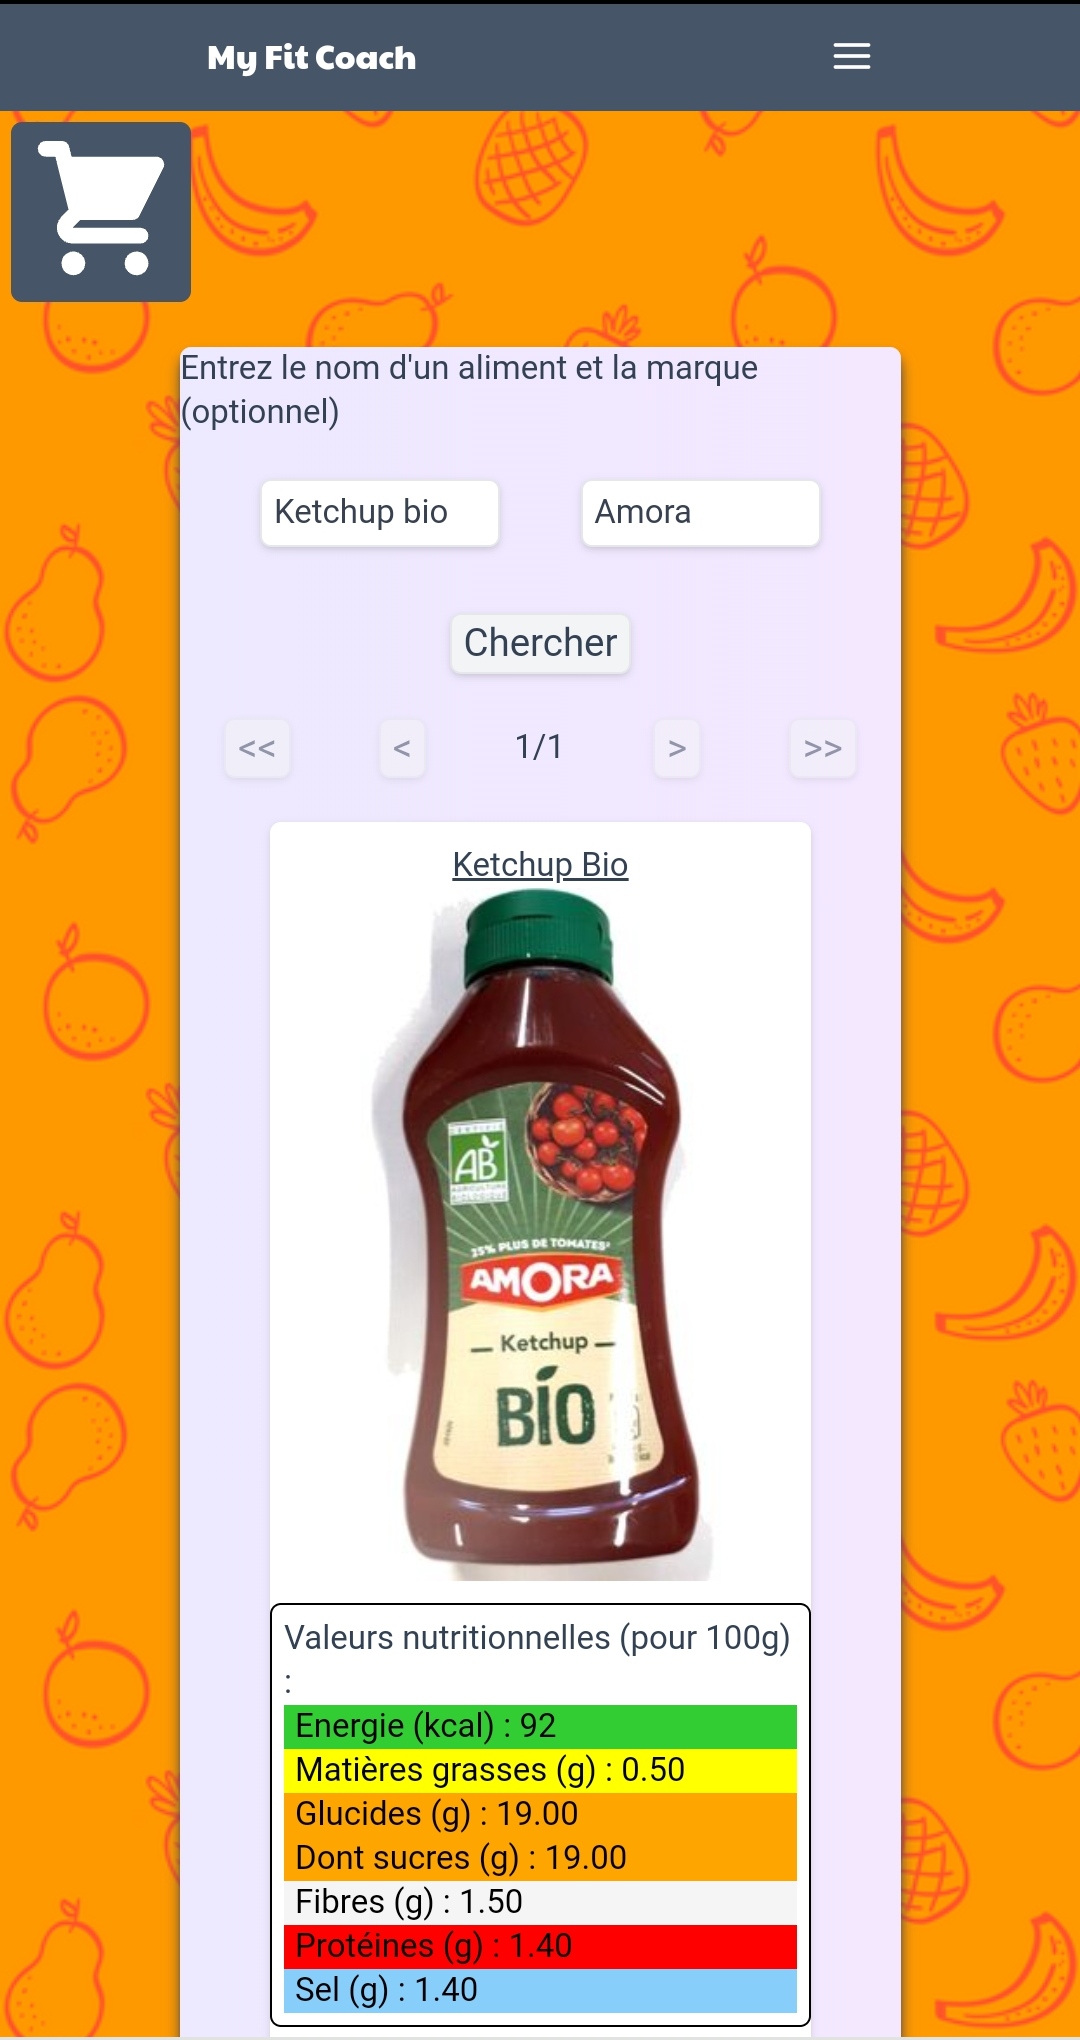 My Fit Coach
Entrez le nom d'un aliment et la marque
(optionnel)
Ketchup bio
Amora
Chercher
<<
<
1/1
>
>>
Ketchup Bio
AB
AGRICULTURE
BIOLOGIQUE
25% PLUS DE TOMATES*
AMORA
Ketchup
BIO
Valeurs nutritionnelles (pour 100g)
:
Energie (kcal) : 92
Matières grasses (g) : 0.50
Glucides (g) : 19.00
Dont sucres (g) : 19.00
Fibres (g) : 1.50
Protéines (g) : 1.40
Sel (g) : 1.40